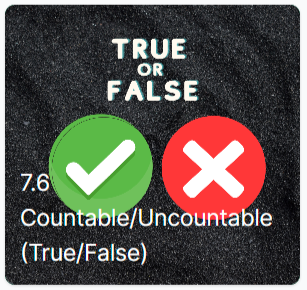 TRUE
OR
FALSE
7.6
Countable/Uncountable
(True/False)